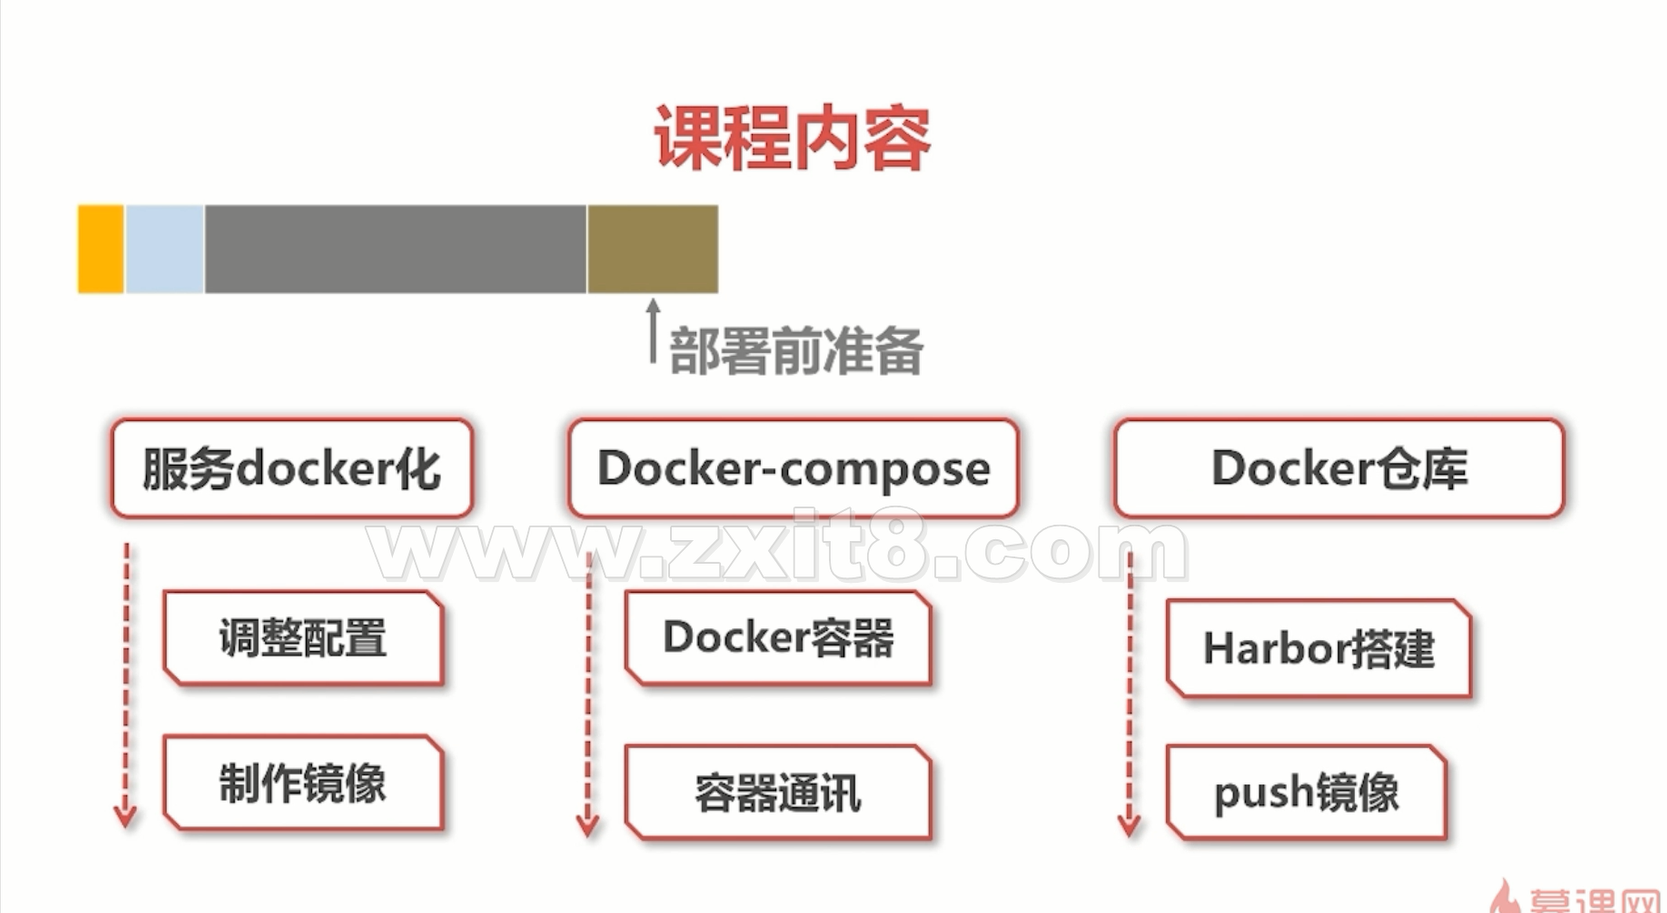 课程内容
部署前准备
服务docker化
Docker-compose
Docker仓库
www.zxit8.com
调整配置
Docker容器
Harbor搭建
制作镜像
容器通讯
push镜像
慕课网